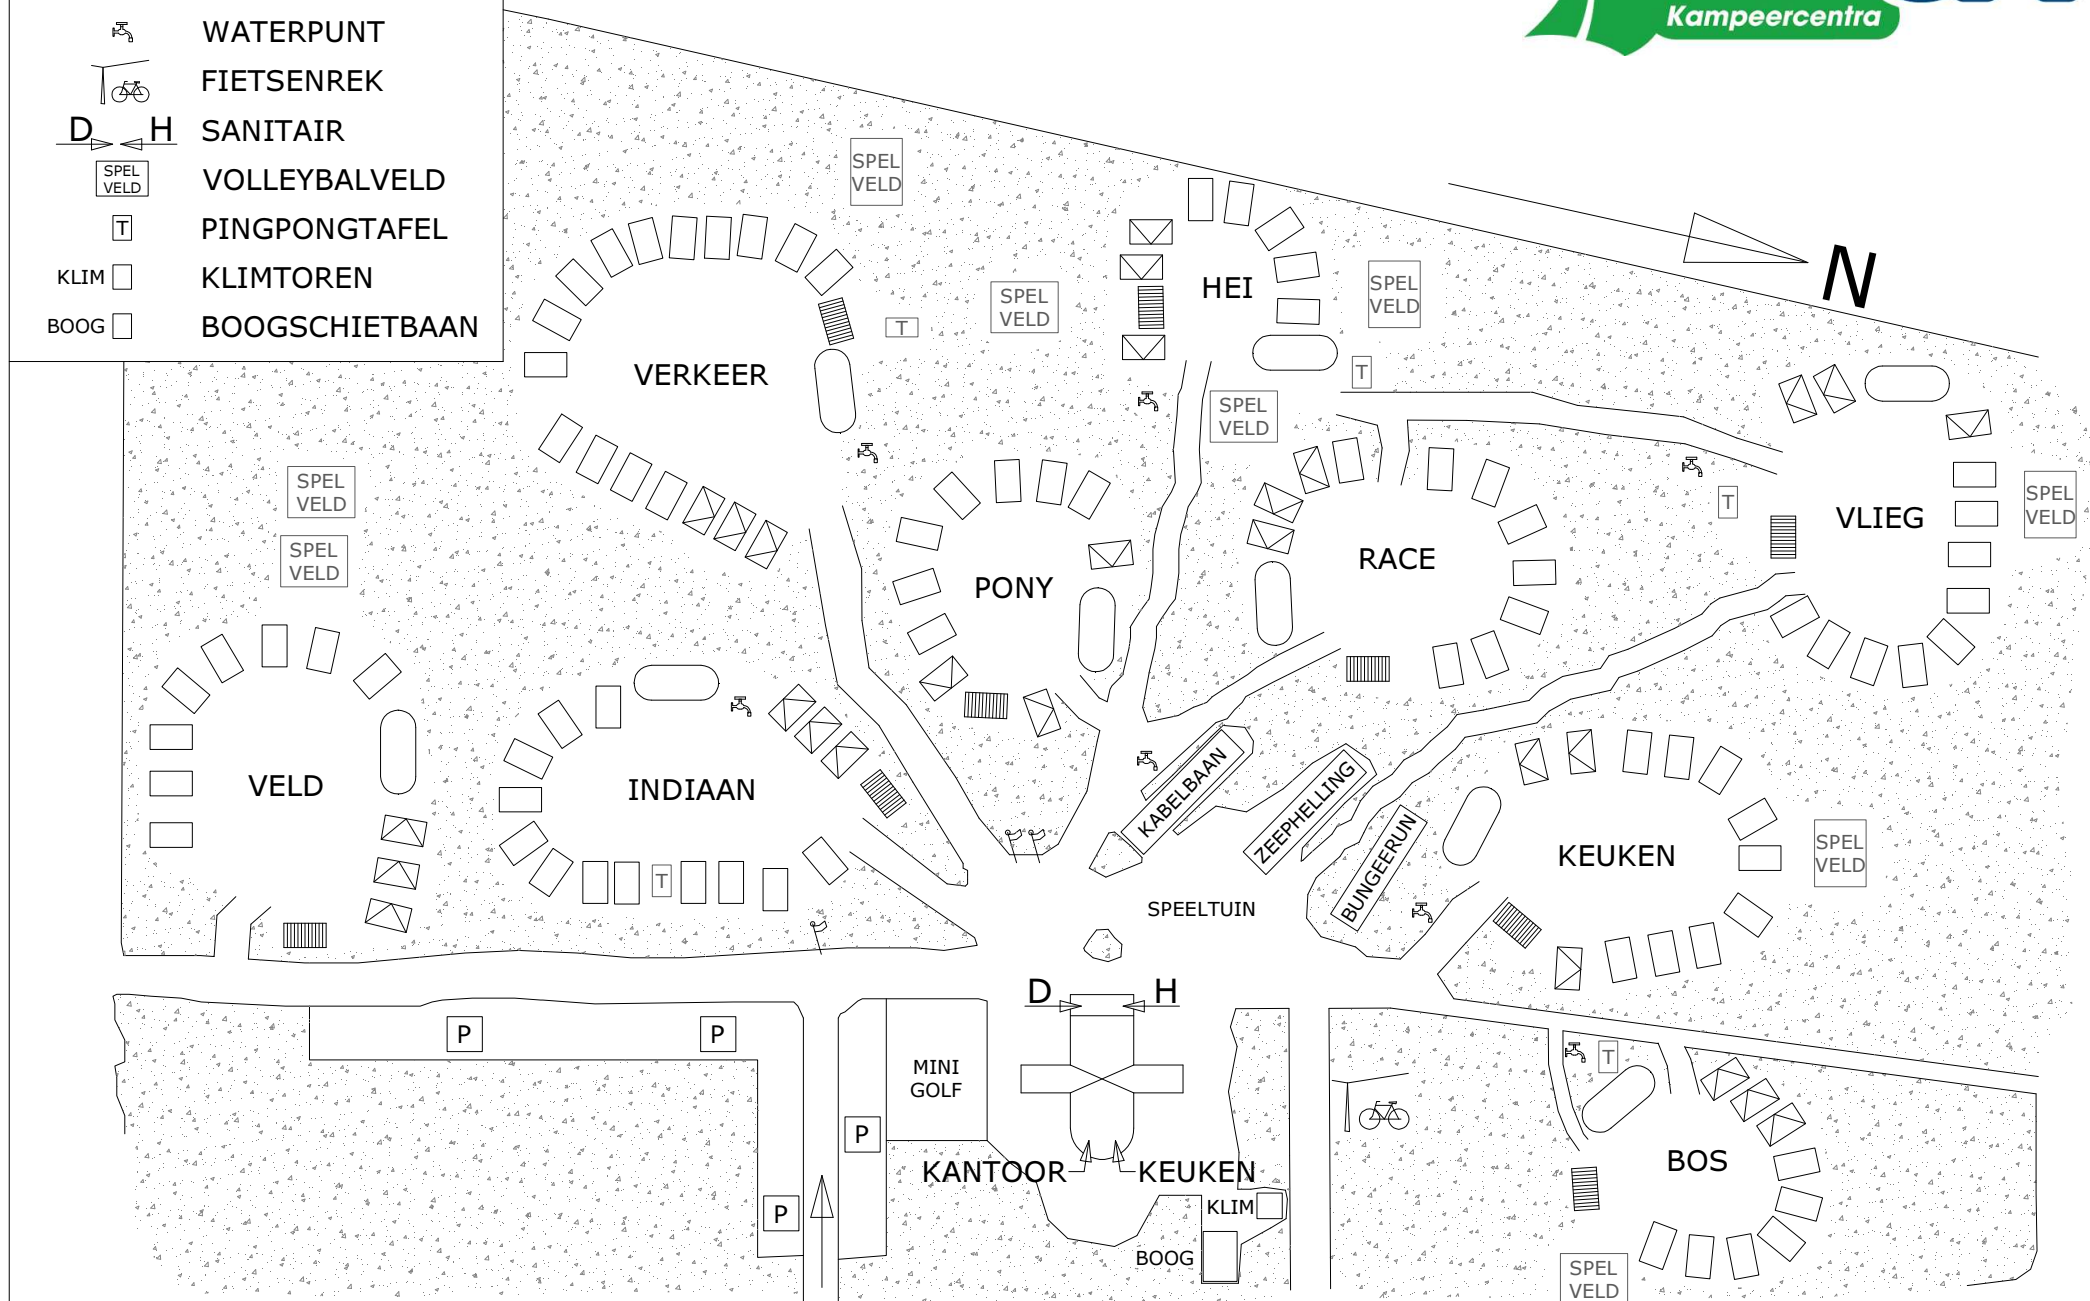 WATERPUNT
FIETSENREK
D H SANITAIR
SPEL
VELD
VOLLEYBALVELD
T PINGPONGTAFEL
KLIM KLIMTOREN
BOOG BOOGSCHIETBAAN
Kampeercentra
N
SPEL
VELD
HEI
SPEL
VELD
SPEL
VELD
T
VERKEER
T
SPEL
VELD
SPEL
VELD
SPEL
VELD
T
VLIEG
SPEL
VELD
RACE
PONY
SPEL
VELD
VELD
INDIAAN
T
KABELBAAN
ZEEPHELLING
BUNGEERUN
KEUKEN
SPEL
VELD
SPEELTUIN
D H
P
P
MINI
GOLF
P
P
KANTOOR
KEUKEN
KLIM
BOOG
T
BOS
SPEL
VELD